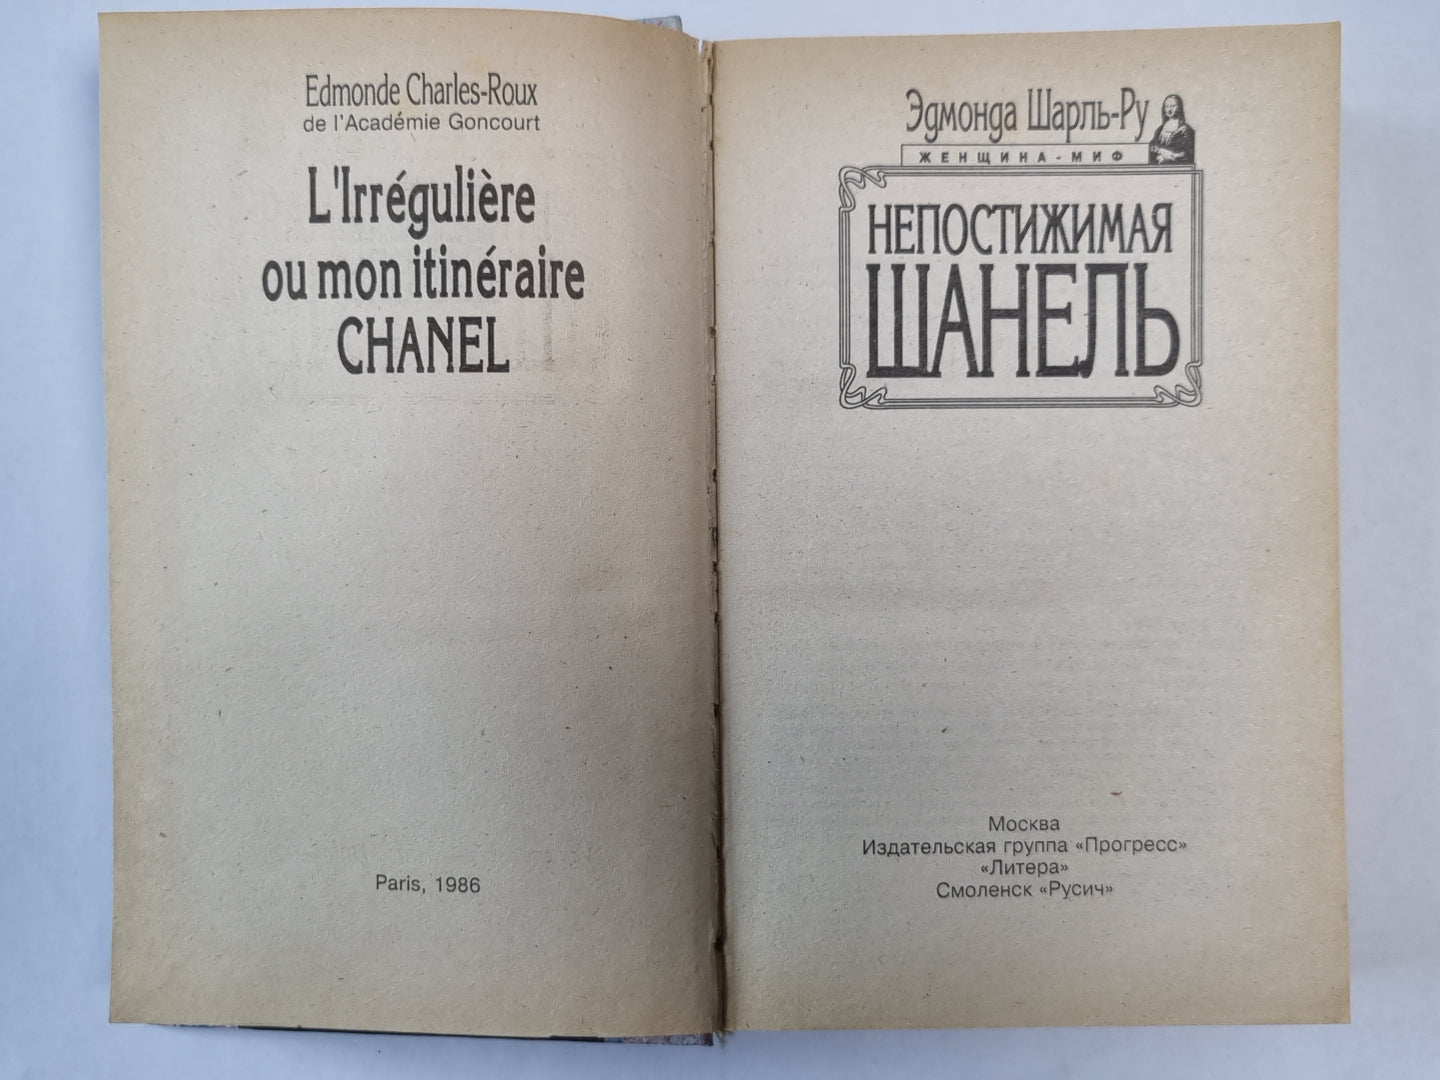 Edmonde Charles-Roux
de l'Académie Goncourt
L'Irrégulière
ou mon itinéraire
CHANEL
Paris, 1986
Эдмонда Шарль-Ру
ЖЕНЩИНА-МИФ
НЕПОСТИЖИМАЯ
ШАНЕЛЬ
Москва
Издательская группа «Прогресс»
«Литера»
Смоленск «Русич»